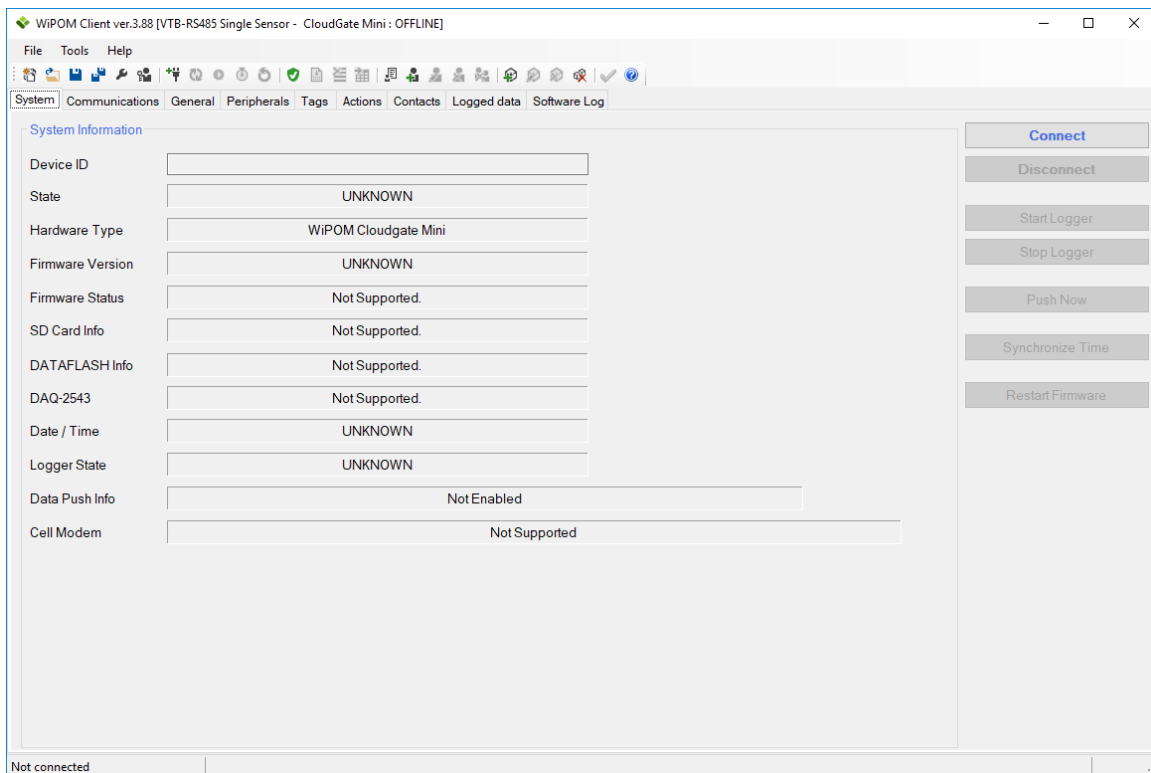 WiPOM Client ver.3.88 [VTB-RS485 Single Sensor - CloudGate Mini : OFFLINE]
File Tools Help
System Communications General Peripherals Tags Actions Contacts Logged data Software Log
System Information
Connect
Device ID
Disconnect
State UNKNOWN
Start Logger
Hardware Type WiPOM Cloudgate Mini
Stop Logger
Firmware Version UNKNOWN
Firmware Status Not Supported.
Push Now
SD Card Info Not Supported.
Synchronize Time
DATAFLASH Info Not Supported.
DAQ-2543 Not Supported.
Restart Firmware
Date / Time UNKNOWN
Logger State UNKNOWN
Data Push Info Not Enabled
Cell Modem Not Supported
Not connected